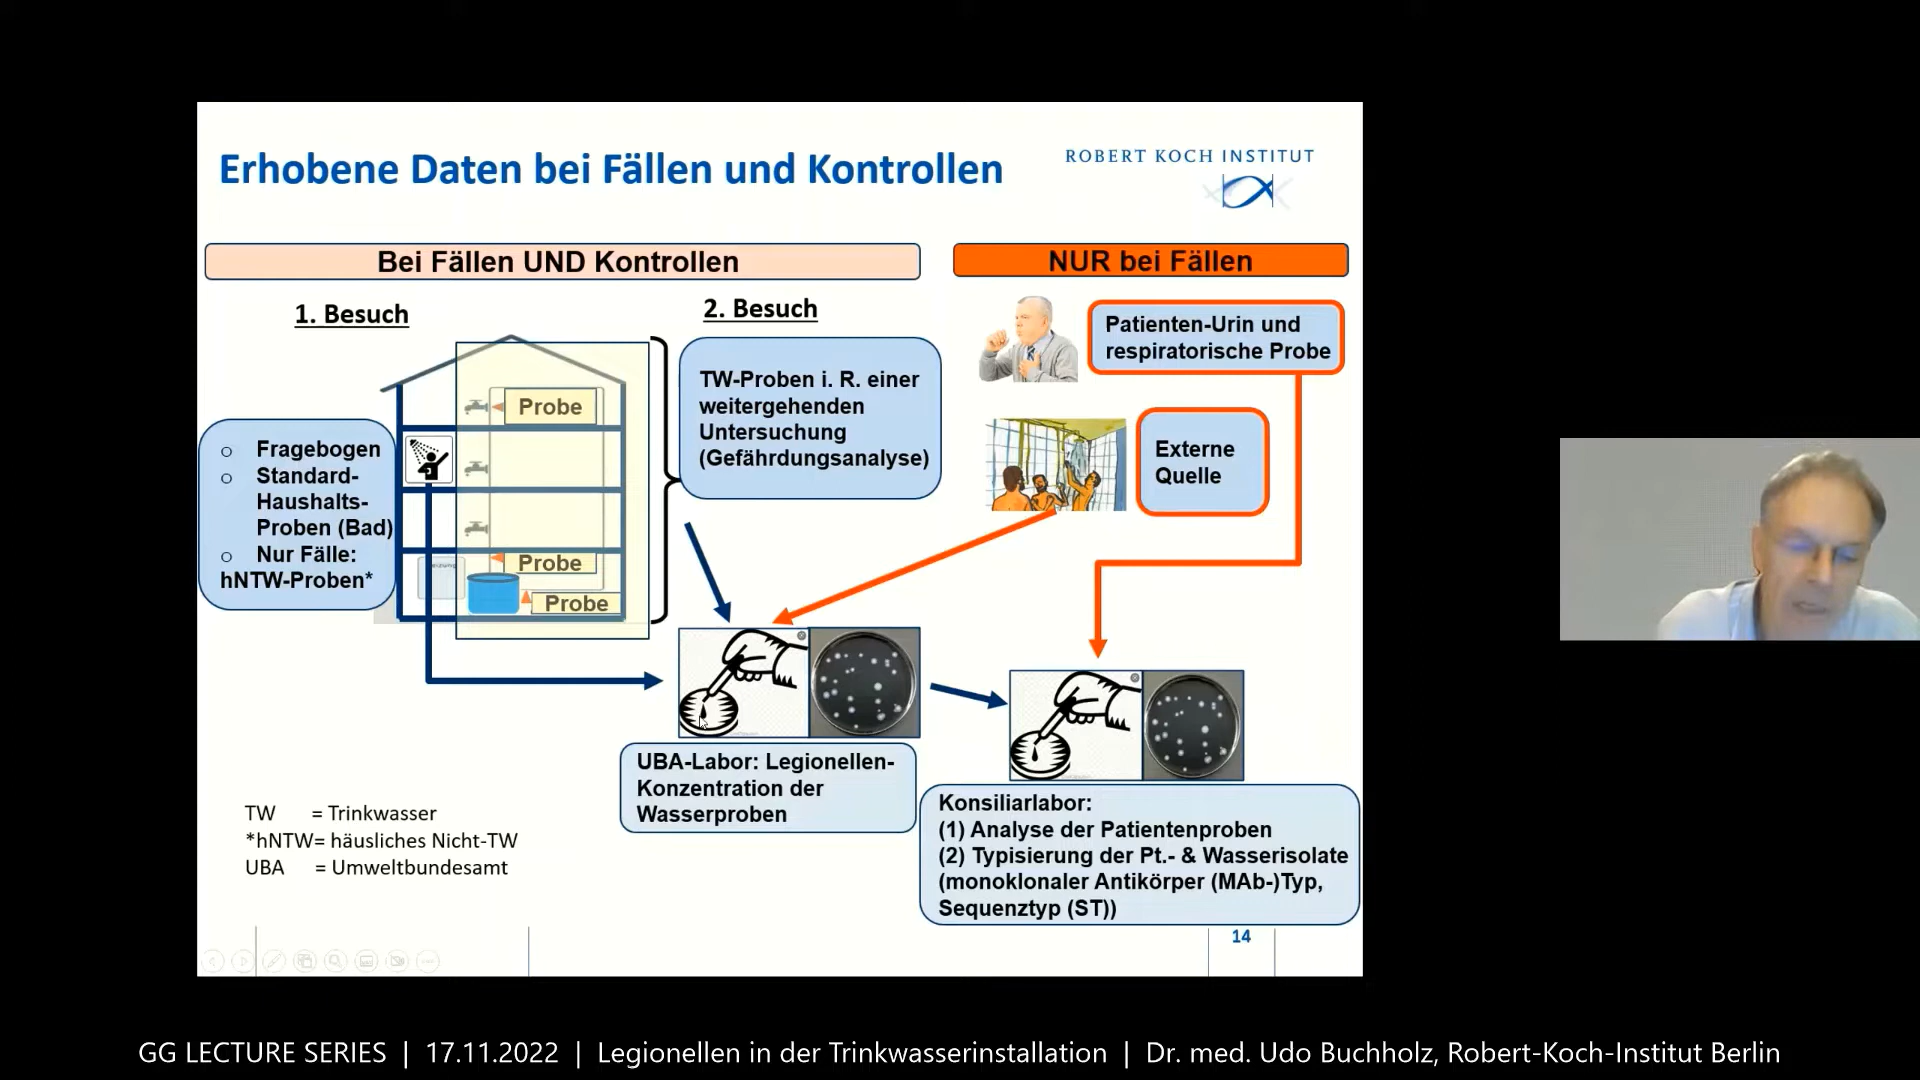 Erhobene Daten bei Fällen und Kontrollen
ROBERT KOCH INSTITUT
Bei Fällen UND Kontrollen
NUR bei Fällen
1. Besuch
2. Besuch
o Fragebogen
o Standard-
Haushalts-
Proben (Bad)
o Nur Fälle:
hNTW-Proben*
Probe
Probe
Probe
TW-Proben i. R. einer
weitergehenden
Untersuchung
(Gefährdungsanalyse)
Patienten-Urin und
respiratorische Probe
Externe
Quelle
UBA-Labor: Legionellen-
Konzentration der
Wasserproben
Konsiliarlabor:
(1) Analyse der Patientenproben
(2) Typisierung der Pt.- & Wasserisolate
(monoklonaler Antikörper (MAb-)Typ,
Sequenztyp (ST))
TW = Trinkwasser
*hNTW= häusliches Nicht-TW
UBA = Umweltbundesamt
14
GG LECTURE SERIES | 17.11.2022 | Legionellen in der Trinkwasserinstallation | Dr. med. Udo Buchholz, Robert-Koch-Institut Berlin